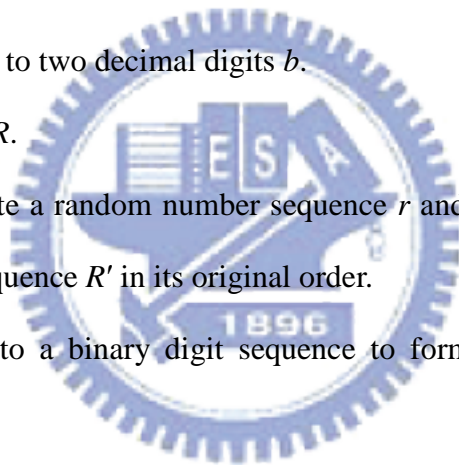 to two decimal digits b.
R.
te a random number sequence r and
E S A
quence R′ in its original order.
1896
to a binary digit sequence to form